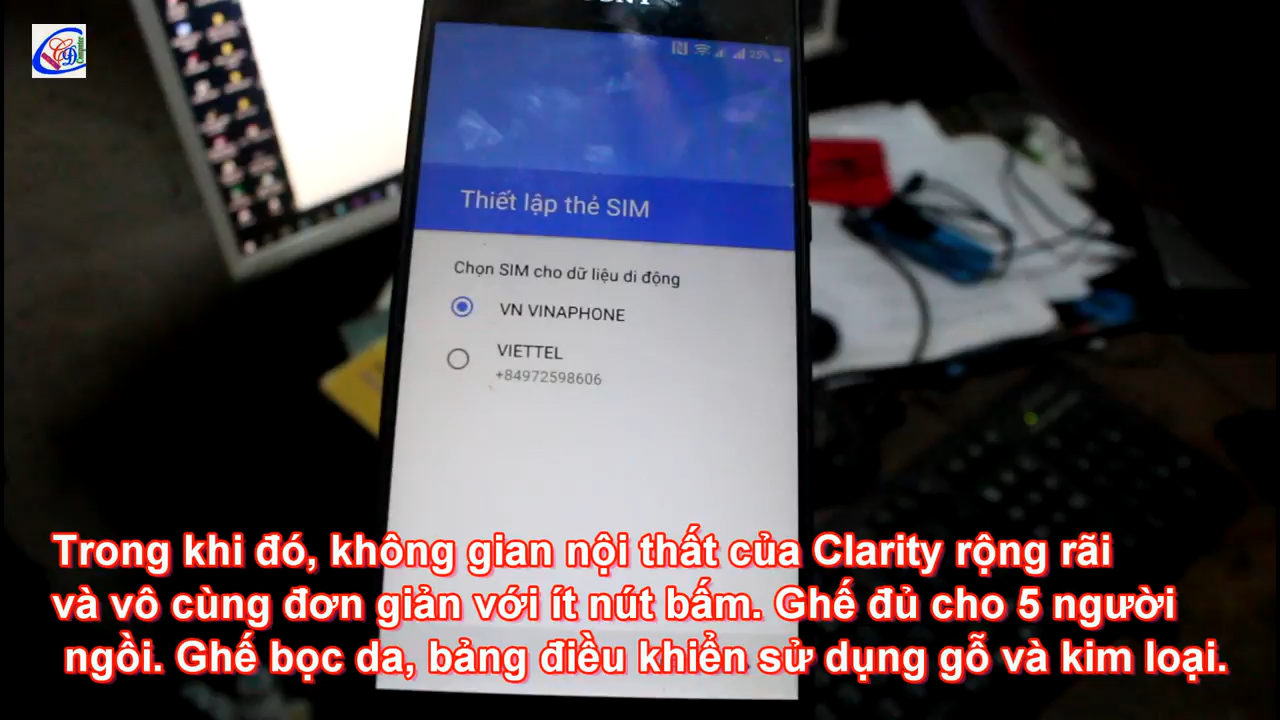 SONY
25%
Thiết lập thẻ SIM
Chọn SIM cho dữ liệu di động
VN VINAPHONE
VIETTEL
+84972598606
Trong khi đó, không gian nội thất của Clarity rộng rãi
và vô cùng đơn giản với ít nút bấm. Ghế đủ cho 5 người
ngồi. Ghế bọc da, bảng điều khiển sử dụng gỗ và kim loại.